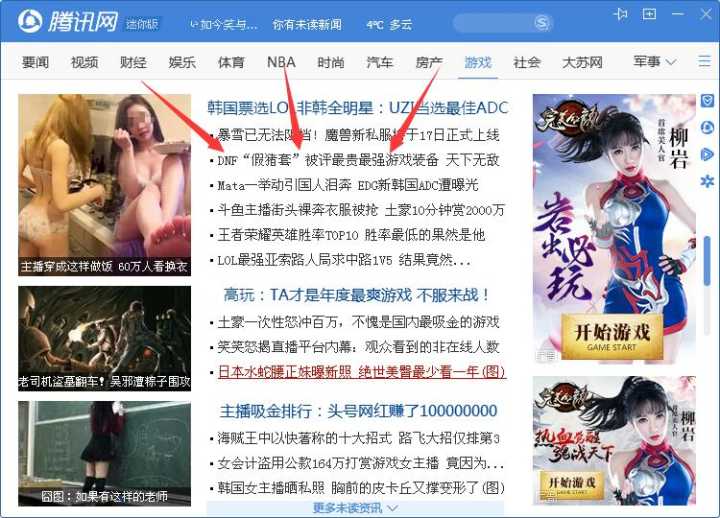 腾讯网 迷你版 如今笑与... 你有未读新闻 4℃ 多云
要闻 视频 财经 娱乐 体育 NBA 时尚 汽车 房产 游戏 社会 大苏网 军事
韩国票选LOL非韩全明星：UZI当选最佳ADC
暴雪已无法阻挡！魔兽新私服将于17日正式上线
DNF“假猪套”被评最贵最强游戏装备 天下无敌
Mata一举动引国人泪奔 EDG新韩国ADC遭曝光
斗鱼主播街头裸奔衣服被抢 土豪10分钟赏2000万
王者荣耀英雄胜率TOP10 胜率最低的果然是他
LOL最强亚索路人局求中路1V5 结果竟然...
高玩：TA才是年度最爽游戏 不服来战！
土豪一次性怒冲百万，不愧是国内最吸金的游戏
笑笑怒揭直播平台内幕：观众看到的非在线人数
日本水蛇腰正妹曝新照 绝世美臀最少看一年(图)
主播吸金排行：头号网红赚了100000000
海贼王中以快著称的十大招式 路飞大招仅排第3
女会计盗用公款164万打赏游戏女主播 竟因为...
韩国女主播晒私照 胸前的皮卡丘又撑变形了(图)
更多未读资讯
主播穿成这样做饭 60万人看换衣
老司机盗墓翻车！吴邪遭粽子围攻
囧图：如果有这样的老师
柳岩
首席美人官
岩出必玩
开始游戏
GAME START
广告
柳岩
首席美人官
热血觉醒
强战天下
开始游戏
广告